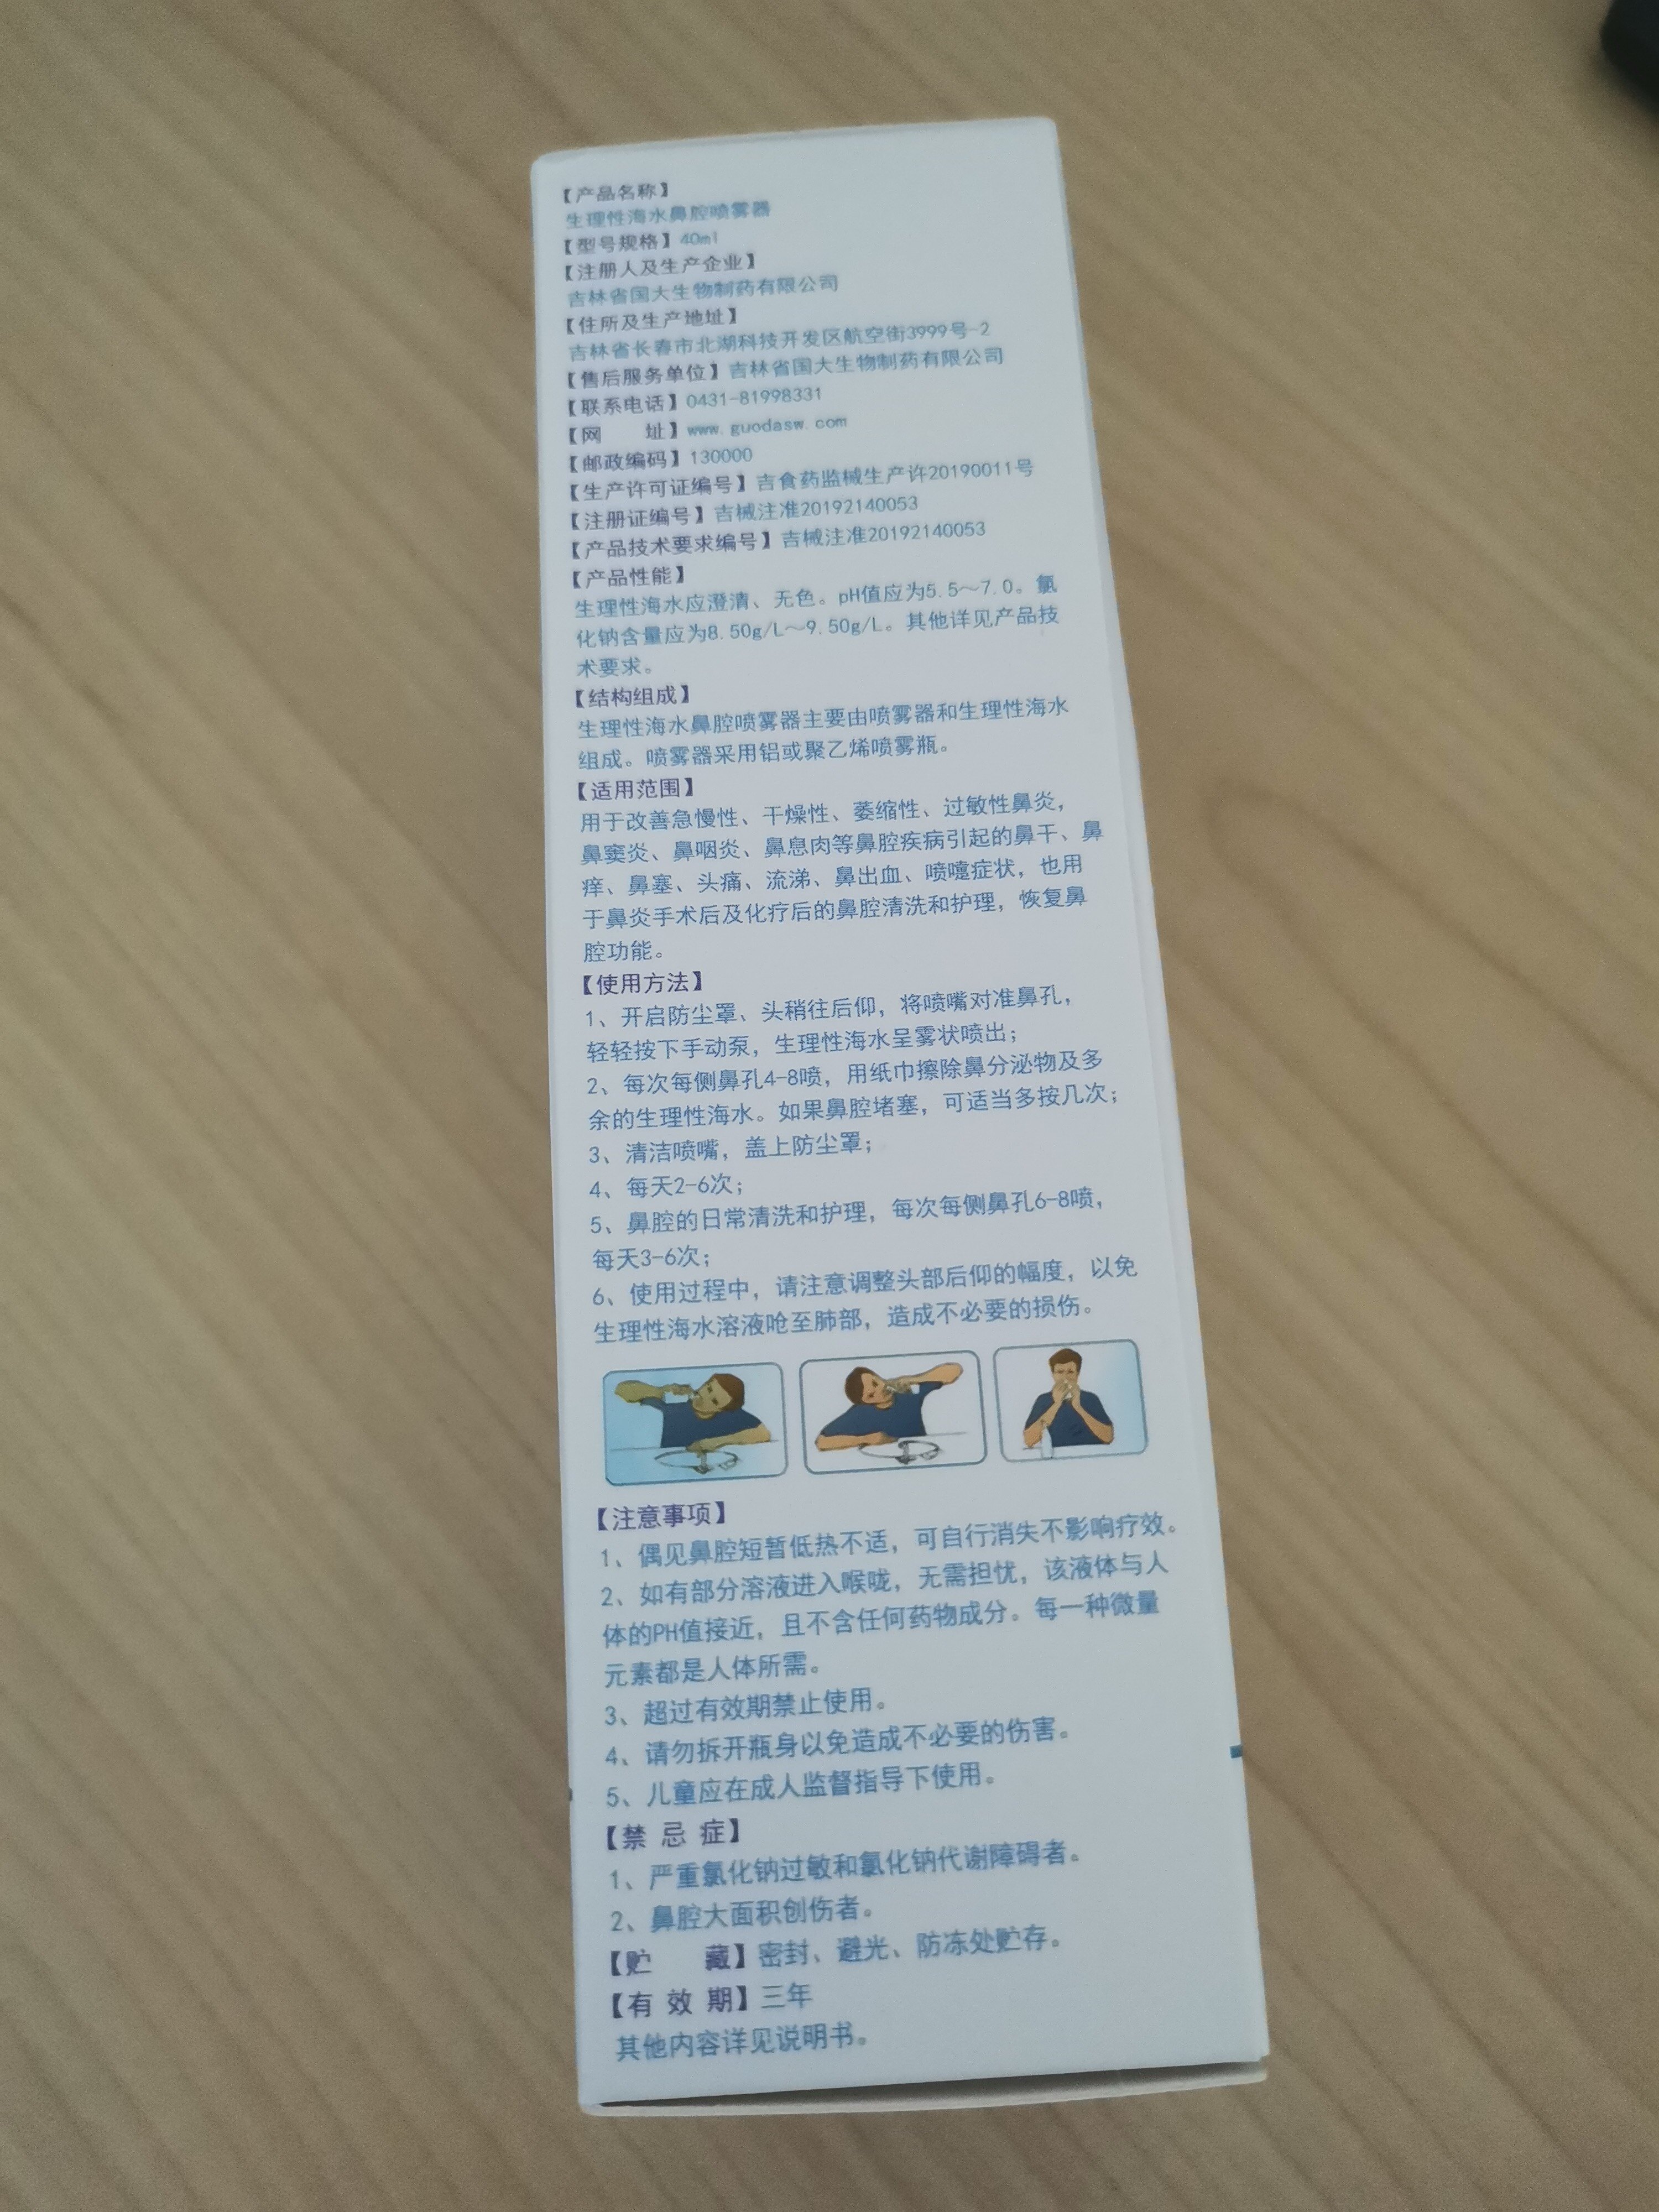 【产品名称】
生理性海水鼻腔喷雾器
【型号规格】40ml
【注册人及生产企业】
吉林省国大生物制药有限公司
【住所及生产地址】
吉林省长春市北湖科技开发区航空街3999号-2
【售后服务单位】吉林省国大生物制药有限公司
【联系电话】0431-81998331
【网 址】www.guodasw.com
【邮政编码】130000
【生产许可证编号】吉食药监械生产许20190011号
【注册证编号】吉械注准20192140053
【产品技术要求编号】吉械注准20192140053
【产品性能】
生理性海水应澄清、无色。pH值应为5.5～7.0。氯
化钠含量应为8.50g/L～9.50g/L。其他详见产品技
术要求。
【结构组成】
生理性海水鼻腔喷雾器主要由喷雾器和生理性海水
组成。喷雾器采用铝或聚乙烯喷雾瓶。
【适用范围】
用于改善急慢性、干燥性、萎缩性、过敏性鼻炎，
鼻窦炎、鼻咽炎、鼻息肉等鼻腔疾病引起的鼻干、鼻
痒、鼻塞、头痛、流涕、鼻出血、喷嚏症状，也用
于鼻炎手术后及化疗后的鼻腔清洗和护理，恢复鼻
腔功能。
【使用方法】
1、开启防尘罩、头稍往后仰，将喷嘴对准鼻孔，
轻轻按下手动泵，生理性海水呈雾状喷出；
2、每次每侧鼻孔4-8喷，用纸巾擦除鼻分泌物及多
余的生理性海水。如果鼻腔堵塞，可适当多按几次；
3、清洁喷嘴，盖上防尘罩；
4、每天2-6次；
5、鼻腔的日常清洗和护理，每次每侧鼻孔6-8喷，
每天3-6次；
6、使用过程中，请注意调整头部后仰的幅度，以免
生理性海水溶液呛至肺部，造成不必要的损伤。
【注意事项】
1、偶见鼻腔短暂低热不适，可自行消失不影响疗效。
2、如有部分溶液进入喉咙，无需担忧，该液体与人
体的PH值接近，且不含任何药物成分。每一种微量
元素都是人体所需。
3、超过有效期禁止使用。
4、请勿拆开瓶身以免造成不必要的伤害。
5、儿童应在成人监督指导下使用。
【禁 忌 症】
1、严重氯化钠过敏和氯化钠代谢障碍者。
2、鼻腔大面积创伤者。
【贮 藏】密封、避光、防冻处贮存。
【有 效 期】三年
其他内容详见说明书。